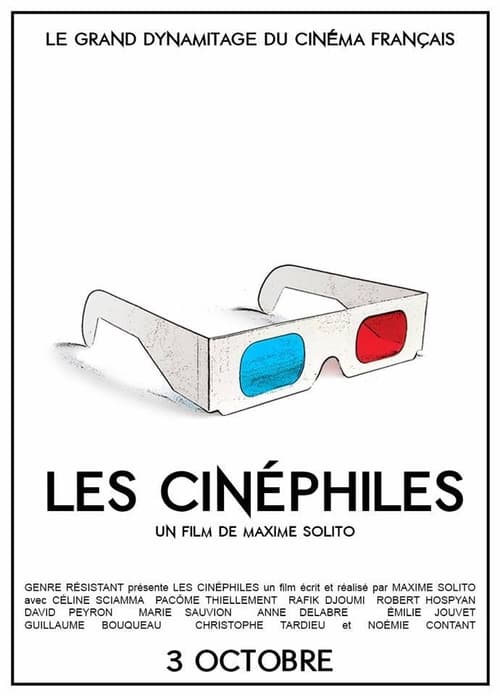 LE GRAND DYNAMITAGE DU CINÉMA FRANÇAIS
LES CINÉPHILES
UN FILM DE MAXIME SOLITO
GENRE RÉSISTANT présente LES CINÉPHILES un film écrit et réalisé par MAXIME SOLITO
avec CÉLINE SCIAMMA PACÔME THIELLEMENT RAFIK DJOUMI ROBERT HOSPYAN
DAVID PEYRON MARIE SAUVION ANNE DELABRE ÉMILIE JOUVET
GUILLAUME BOUQUEAU CHRISTOPHE TARDIEU et NOÉMIE CONTANT
3 OCTOBRE